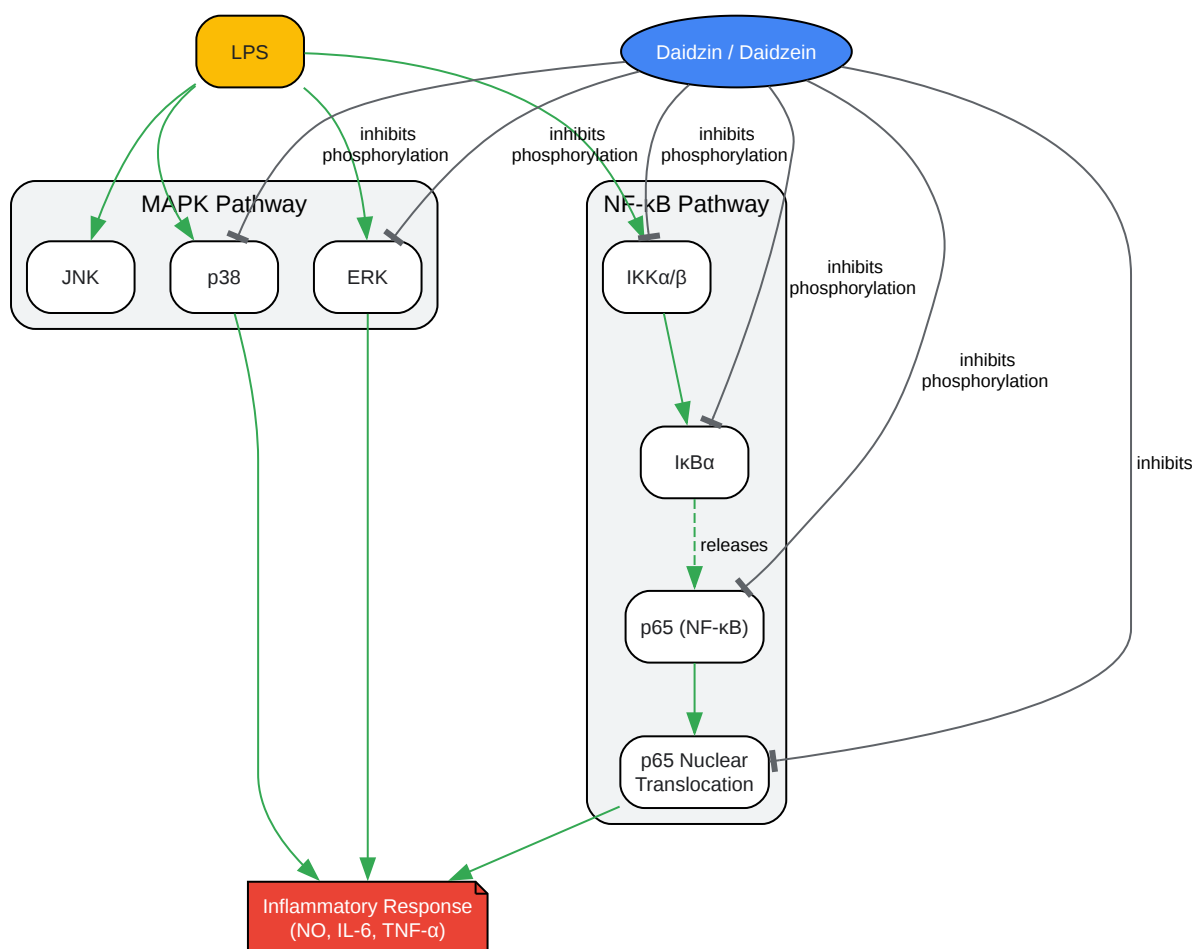 LPS
Daidzin / Daidzein
inhibits
phosphorylation
inhibits
phosphorylation
inhibits
phosphorylation
MAPK Pathway
NF-κB Pathway
JNK
p38
ERK
IKKα/β
inhibits
phosphorylation
inhibits
phosphorylation
IκBα
inhibits
releases
p65 (NF-κB)
p65 Nuclear
Translocation
Inflammatory Response
(NO, IL-6, TNF-α)